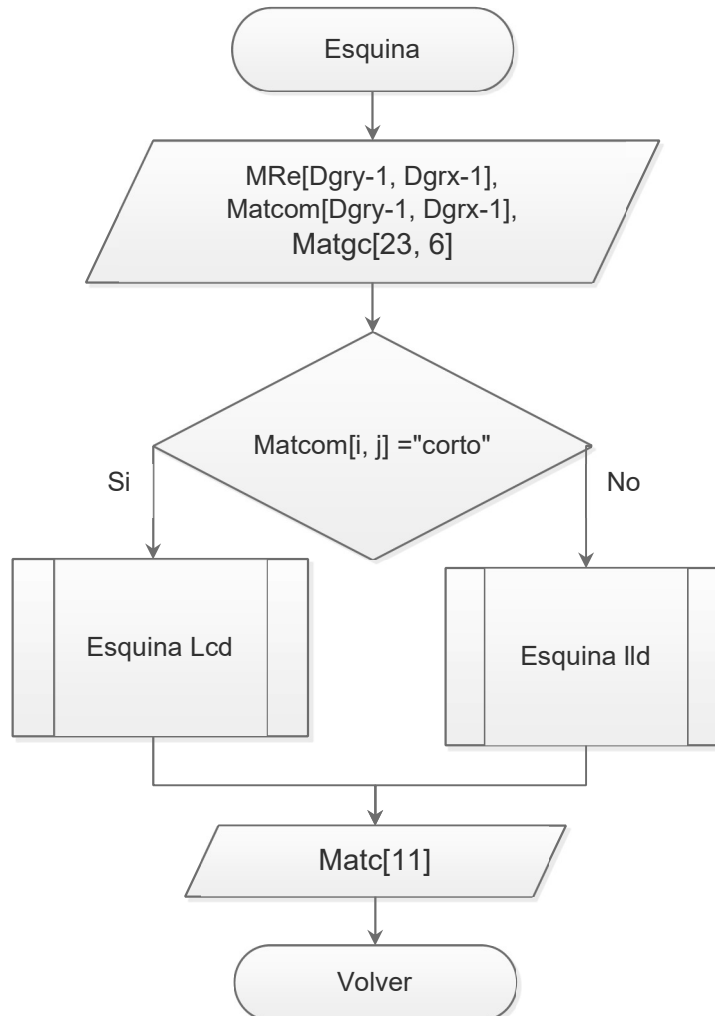 Esquina
MRe[Dgry-1, Dgrx-1],
Matcom[Dgry-1, Dgrx-1],
Matgc[23, 6]
Matcom[i, j] ="corto"
Si
No
Esquina Lcd
Esquina lld
Matc[11]
Volver